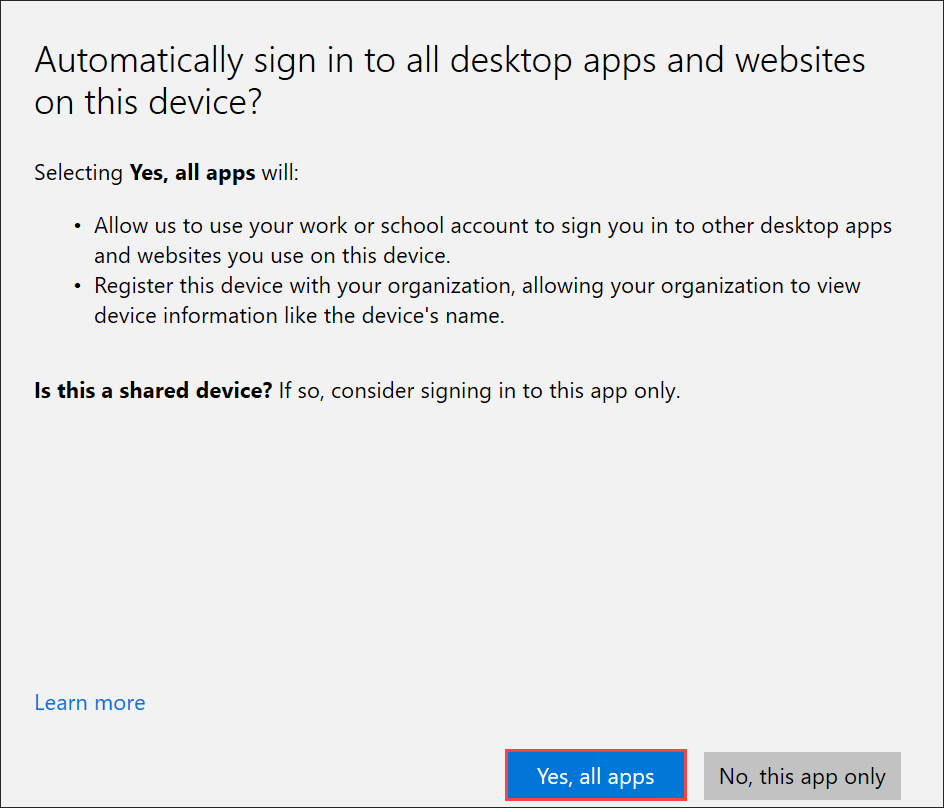 Automatically sign in to all desktop apps and websites
on this device?
Selecting Yes, all apps will:
• Allow us to use your work or school account to sign you in to other desktop apps
and websites you use on this device.
• Register this device with your organization, allowing your organization to view
device information like the device's name.
Is this a shared device? If so, consider signing in to this app only.
Learn more
Yes, all apps
No, this app only